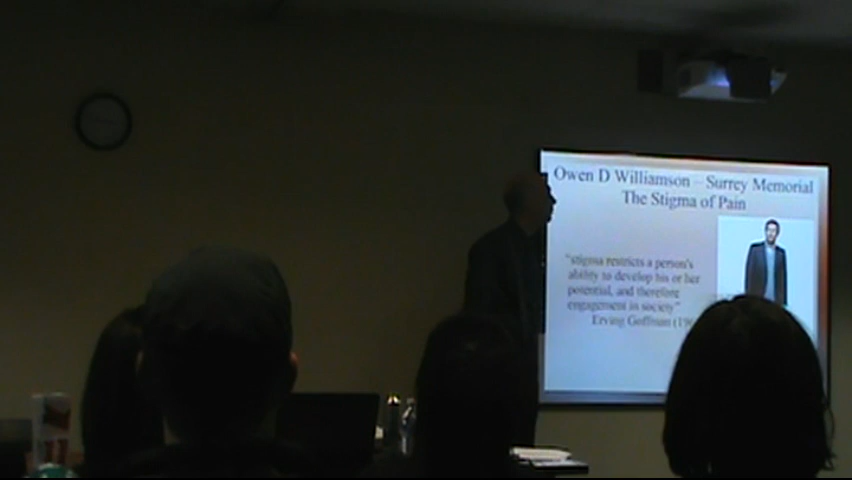 Owen D Williamson – Surrey Memorial
The Stigma of Pain
"stigma restricts a person's
ability to develop his or her
potential, and therefore
engagement in society"
Erving Goffman